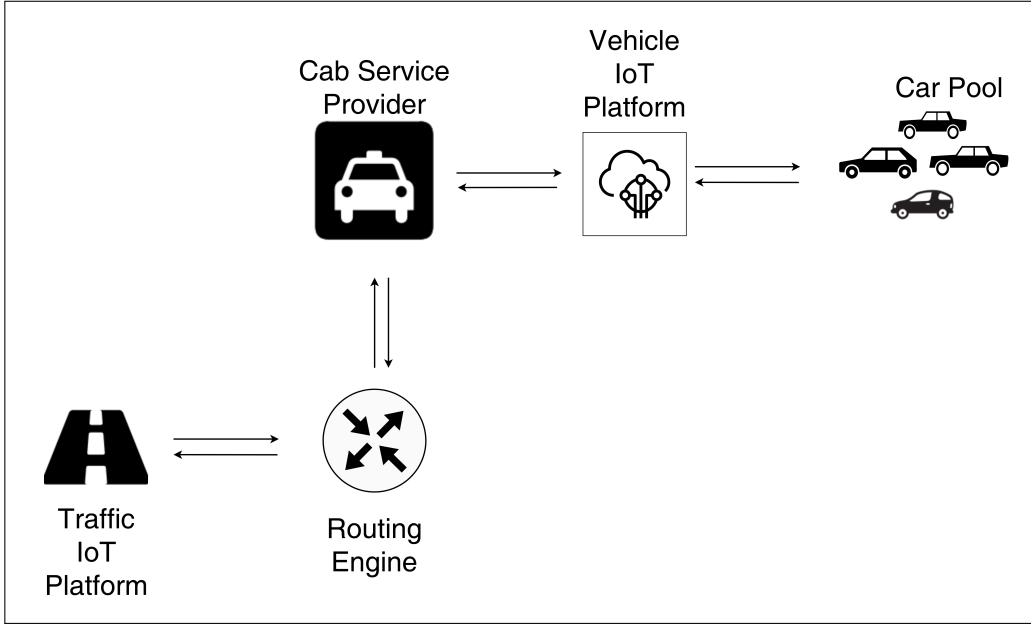 Cab Service
Provider
Vehicle
IoT
Platform
Car Pool
Traffic
IoT
Platform
Routing
Engine